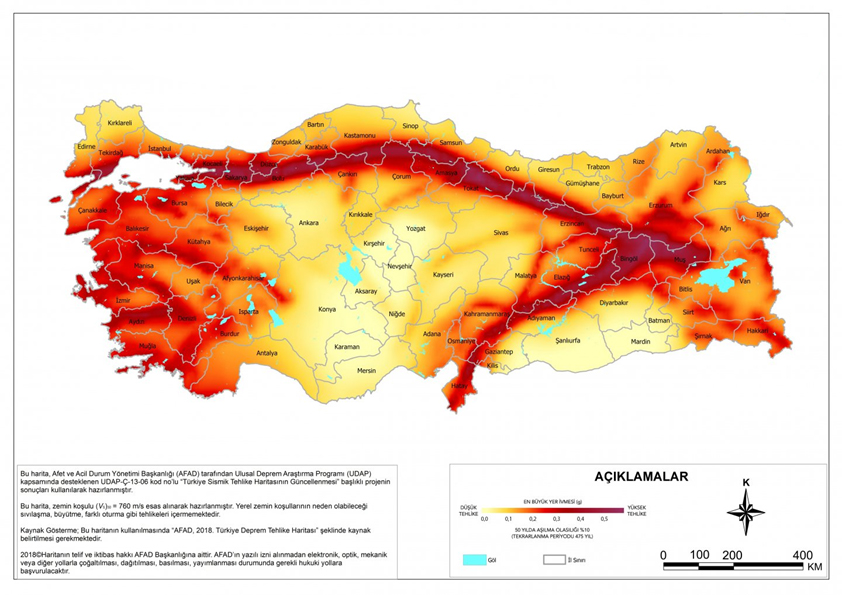 Kırklareli
Edirne
Tekirdağ
İstanbul
Zonguldak
Bartın
Karabük
Kastamonu
Sinop
Samsun
Ordu
Giresun
Trabzon
Rize
Artvin
Ardahan
Kars
Gümüşhane
Bayburt
Erzurum
Iğdır
Ağrı
Çanakkale
Bursa
Bilecik
Sakarya
Bolu
Çankırı
Çorum
Amasya
Tokat
Balıkesir
Kütahya
Eskişehir
Ankara
Kırıkkale
Yozgat
Sivas
Erzincan
Tunceli
Bingöl
Muş
Van
Bitlis
Manisa
Uşak
Afyonkarahisar
Kırşehir
Nevşehir
Kayseri
Malatya
Elazığ
Diyarbakır
Batman
Siirt
Hakkari
Şırnak
İzmir
Aydın
Denizli
Isparta
Burdur
Konya
Aksaray
Niğde
Kahramanmaraş
Adıyaman
Şanlıurfa
Mardin
Muğla
Antalya
Karaman
Mersin
Adana
Osmaniye
Gaziantep
Kilis
Hatay
Bu harita, Afet ve Acil Durum Yönetimi Başkanlığı (AFAD) tarafından Ulusal Deprem Araştırma Programı (UDAP)
kapsamında desteklenen UDAP-Ç-13-06 kod no'lu "Türkiye Sismik Tehlike Haritasının Güncellenmesi" başlıklı projenin
sonuçları kullanılarak hazırlanmıştır.
Bu harita, zemin koşulu (Vs)30 = 760 m/s esas alınarak hazırlanmıştır. Yerel zemin koşullarının neden olabileceği
sıvılaşma, büyütme, farklı oturma gibi tehlikeleri içermemektedir.
Kaynak Gösterme; Bu haritanın kullanılmasında "AFAD, 2018. Türkiye Deprem Tehlike Haritası" şeklinde kaynak
belirtilmesi gerekmektedir.
2018©Haritanın telif ve iktibas hakkı AFAD Başkanlığına aittir. AFAD'ın yazılı izni alınmadan elektronik, optik, mekanik
veya diğer yollarla çoğaltılması, dağıtılması, basılması, yayımlanması durumunda gerekli hukuki yollara
başvurulacaktır.
AÇIKLAMALAR
EN BÜYÜK YER İVMESİ (g)
DÜŞÜK TEHLİKE
YÜKSEK TEHLİKE
0,0 0,1 0,2 0,3 0,4 0,5
50 YILDA AŞILMA OLASILIĞI %10
(TEKRARLANMA PERİYODU 475 YIL)
Göl
İl Sınırı
K
0 100 200 400
KM